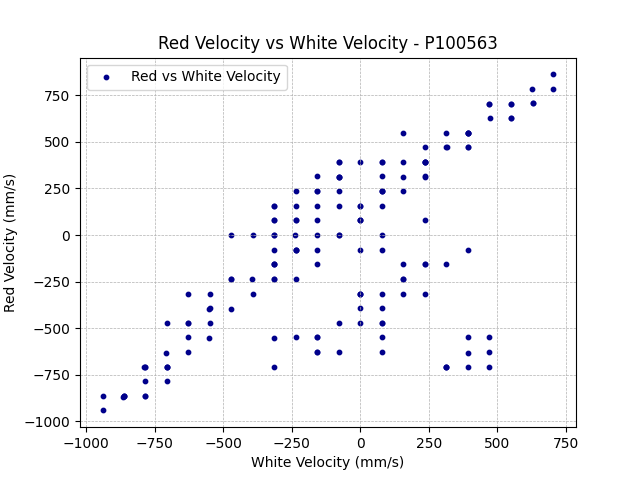 Red Velocity vs White Velocity - P100563
Red vs White Velocity
Red Velocity (mm/s)
750
500
250
0
−250
−500
−750
−1000
−1000 −750 −500 −250 0 250 500 750
White Velocity (mm/s)